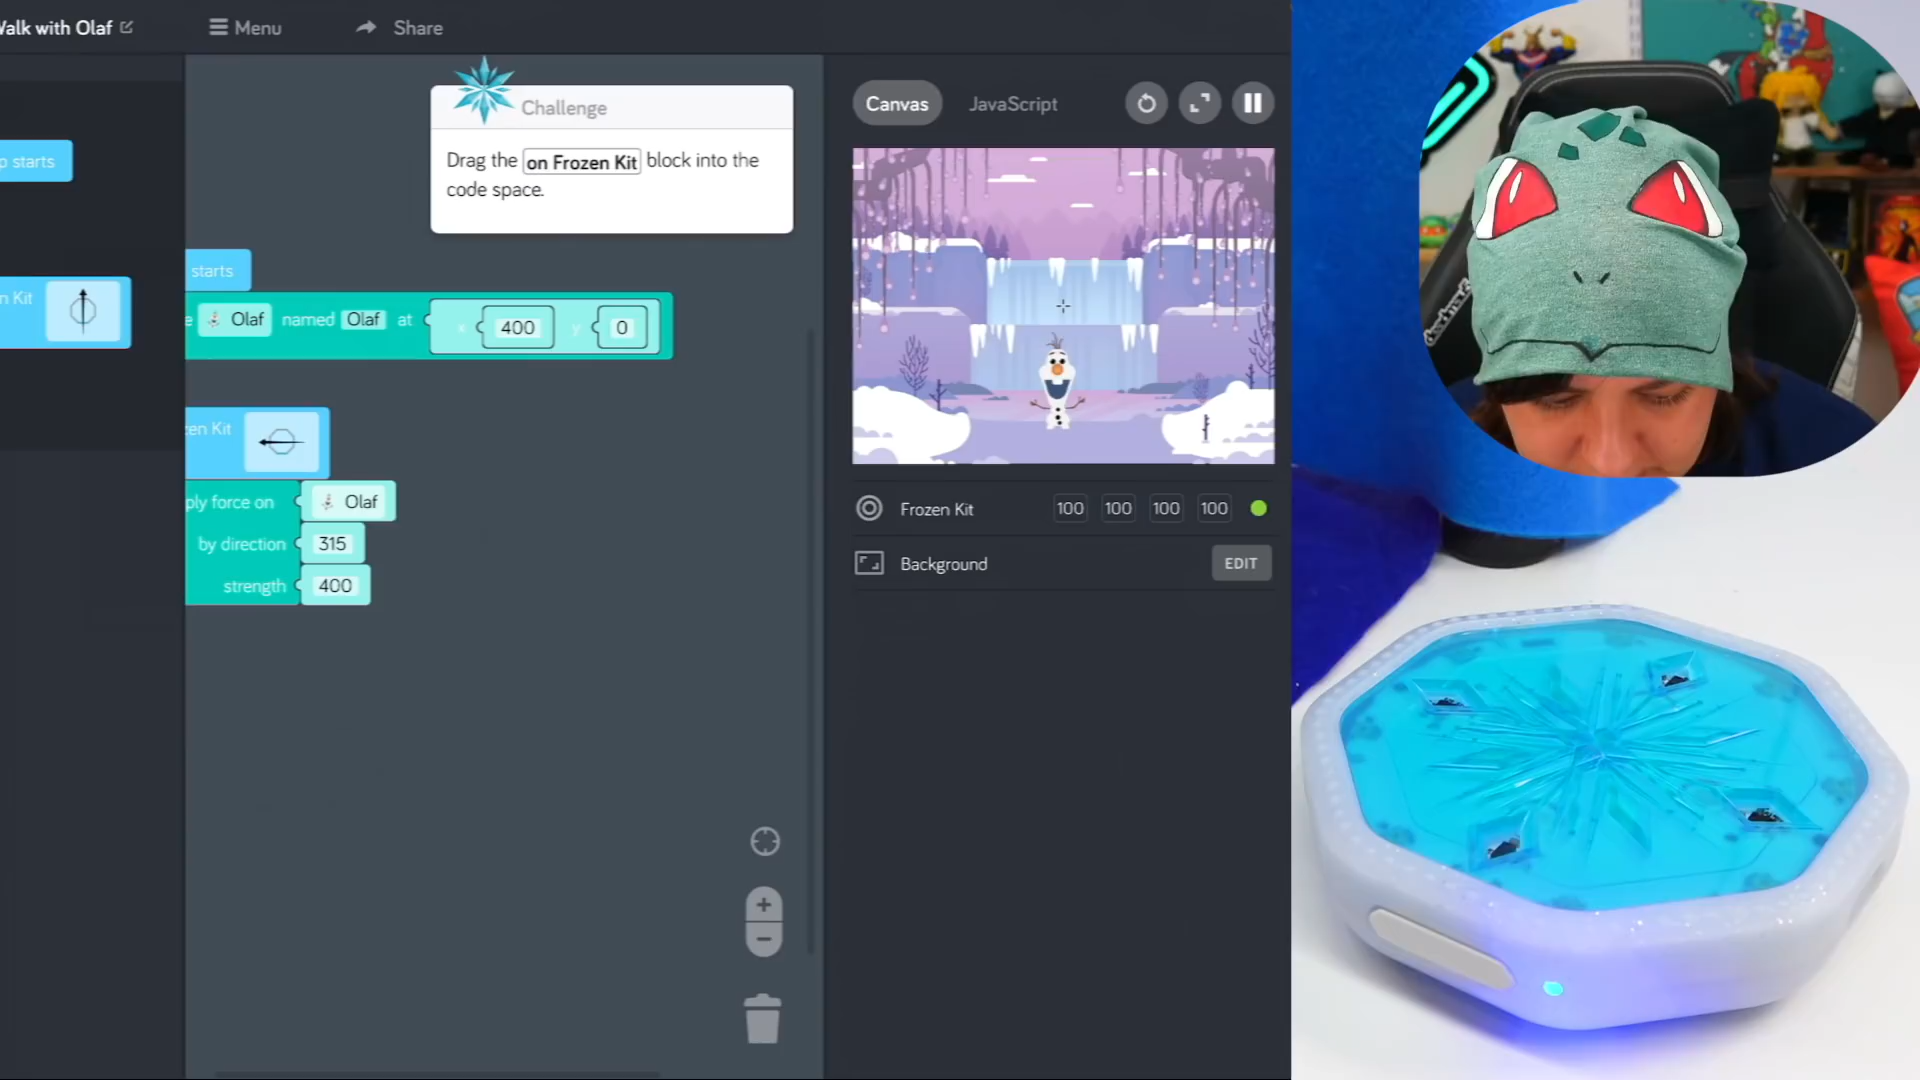 Walk with Olaf
Menu
Share
Challenge
Drag the on Frozen Kit block into the
code space.
p starts
n Kit
starts
e Olaf named Olaf at x 400 y 0
zen Kit
ply force on Olaf
by direction 315
strength 400
Canvas
JavaScript
Frozen Kit 100 100 100 100
Background EDIT